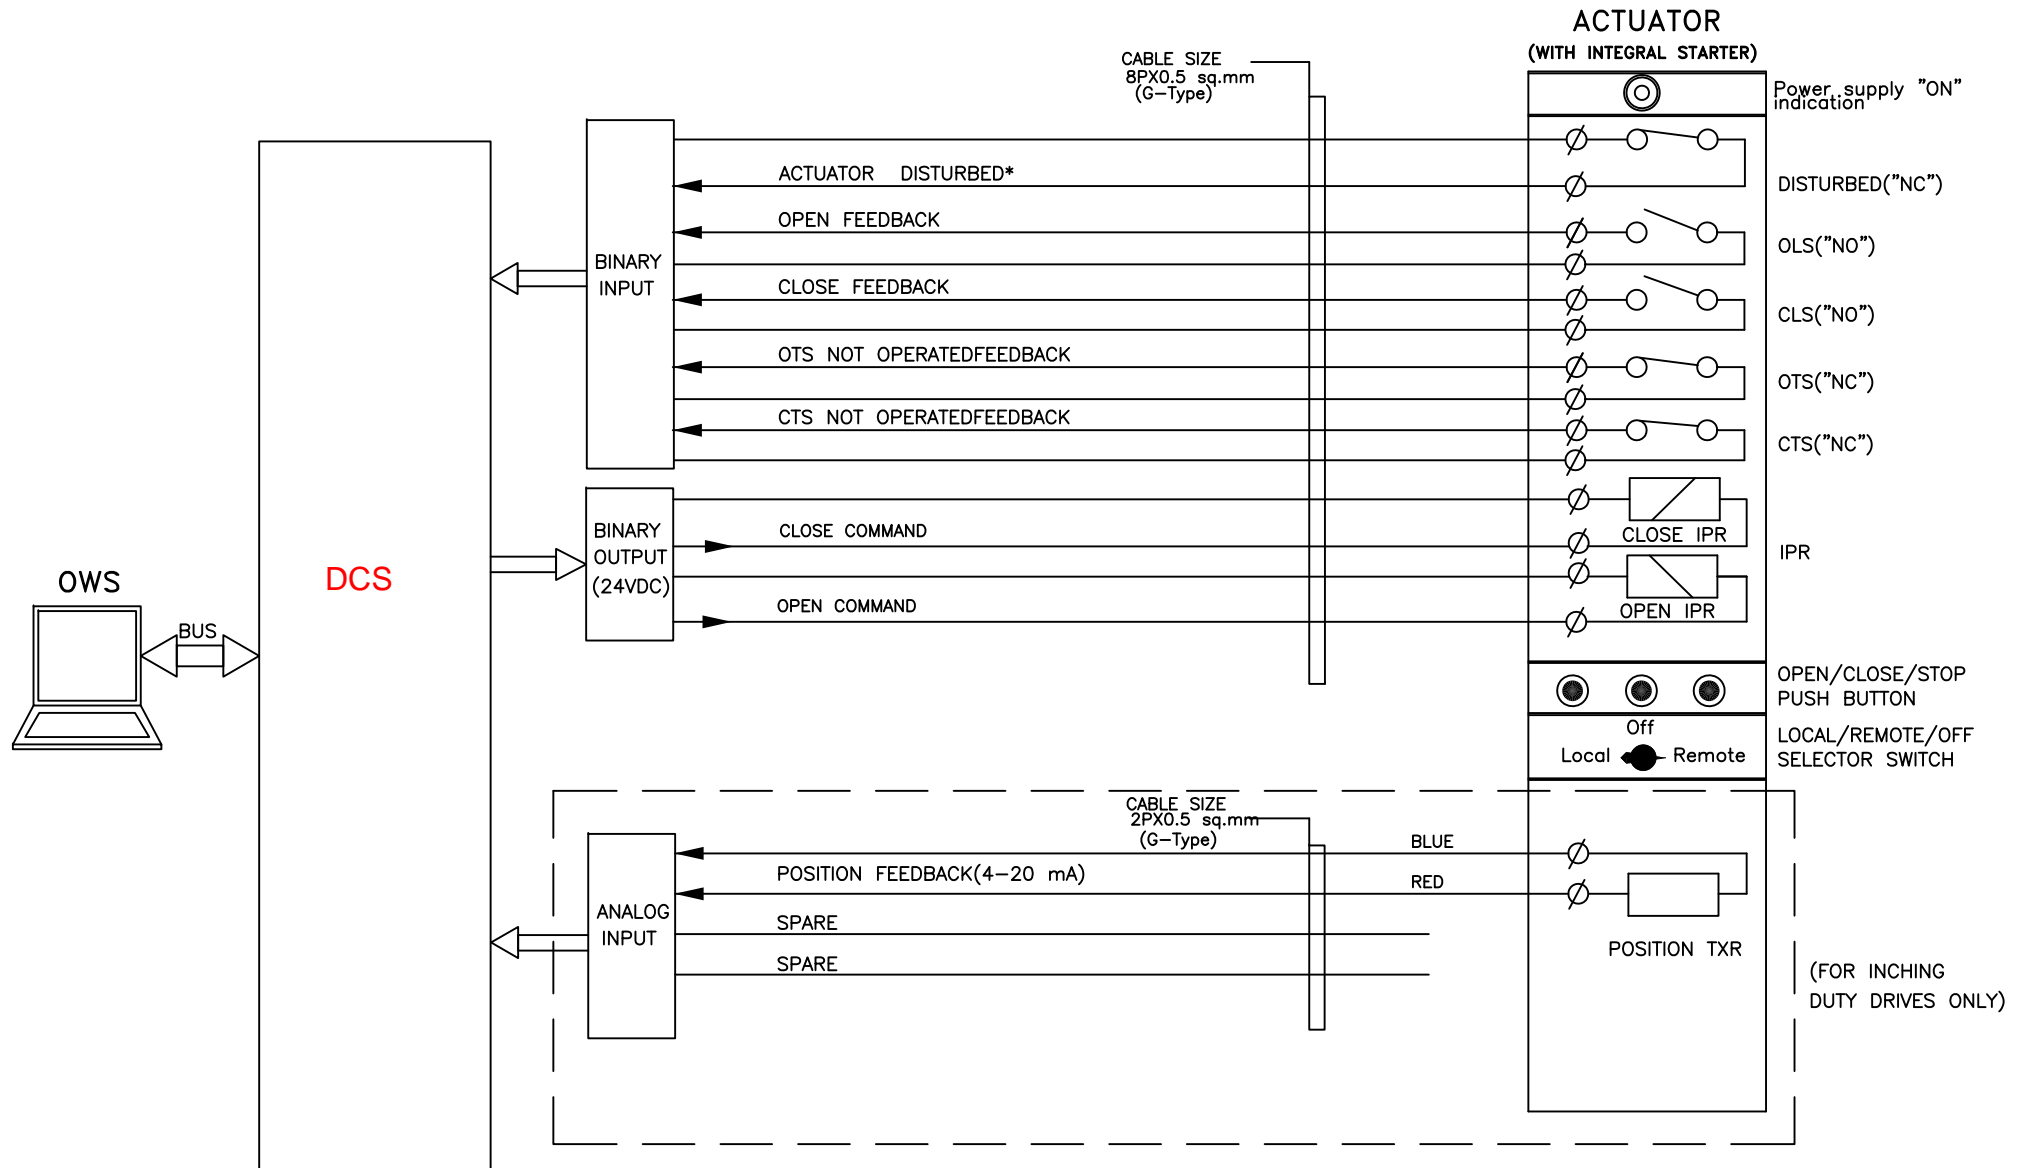 ACTUATOR
(WITH INTEGRAL STARTER)
CABLE SIZE
8PX0.5 sq.mm
(G-Type)
Power supply "ON"
indication
ACTUATOR DISTURBED*
DISTURBED("NC")
OPEN FEEDBACK
OLS("NO")
BINARY
INPUT
CLOSE FEEDBACK
CLS("NO")
OTS NOT OPERATEDFEEDBACK
OTS("NC")
CTS NOT OPERATEDFEEDBACK
CTS("NC")
BINARY
OUTPUT
(24VDC)
CLOSE COMMAND
CLOSE IPR
IPR
OPEN COMMAND
OPEN IPR
OWS
BUS
DCS
OPEN/CLOSE/STOP
PUSH BUTTON
Off
Local Remote
LOCAL/REMOTE/OFF
SELECTOR SWITCH
CABLE SIZE
2PX0.5 sq.mm
(G-Type)
BLUE
POSITION FEEDBACK(4-20 mA)
RED
ANALOG
INPUT
SPARE
SPARE
POSITION TXR
(FOR INCHING
DUTY DRIVES ONLY)